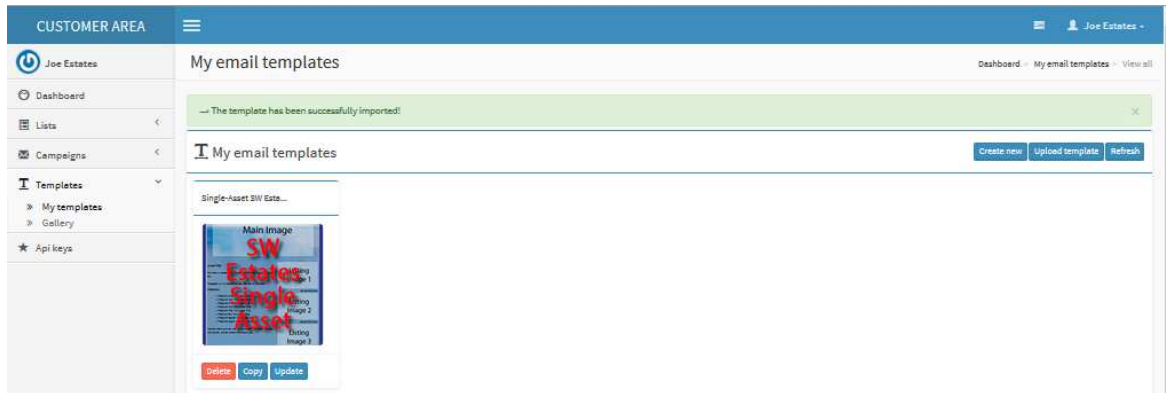 CUSTOMER AREA
Joe Estates
Joe Estates
My email templates
Dashboard > My email templates > View all
Dashboard
Lists
Campaigns
Templates
» My templates
» Gallery
Api keys
→ The template has been successfully imported!
×
My email templates
Create new Upload template Refresh
Single-Asset SW Esta...
Main Image
SW
Estates
Single
Asset
Image 2
Listing
Image 3
Delete Copy Update